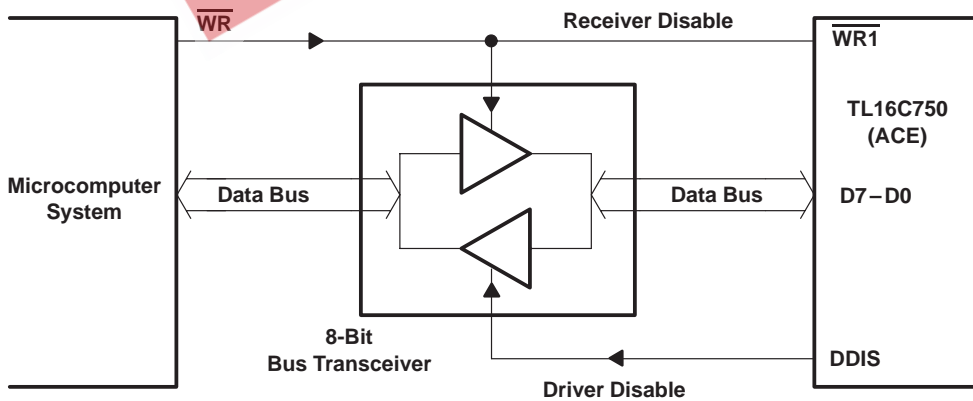 WR
Receiver Disable
WR1
TL16C750
(ACE)
Microcomputer
System
Data Bus
Data Bus
D7–D0
8-Bit
Bus Transceiver
DDIS
Driver Disable